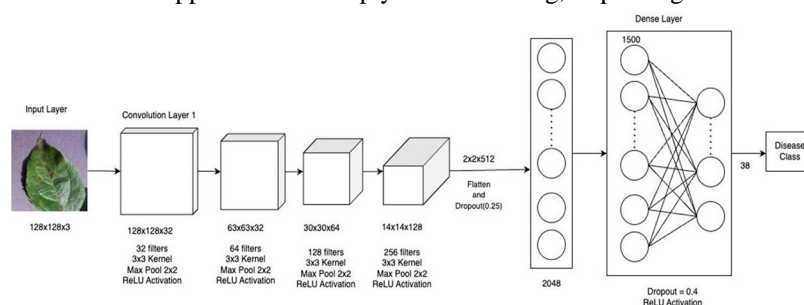 Dense Layer
1500
Input Layer
Convolution Layer 1
2x2x512
Flatten
and
Dropout(0.25)
Disease
Class
38
128x128x3
128x128x32
63x63x32
30x30x64
14x14x128
32 filters
3x3 Kernel
Max Pool 2x2
ReLU Activation
64 filters
3x3 Kernel
Max Pool 2x2
ReLU Activation
128 filters
3x3 Kernel
Max Pool 2x2
ReLU Activation
256 filters
3x3 Kernel
Max Pool 2x2
ReLU Activation
2048
Dropout = 0.4
ReLU Activation